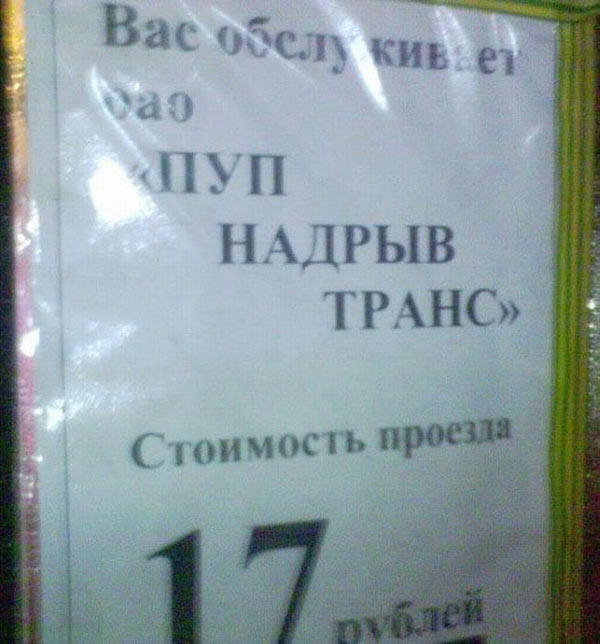 Вас обслуживает
оао
«ПУП
НАДРЫВ
ТРАНС»
Стоимость проезда
17 рублей